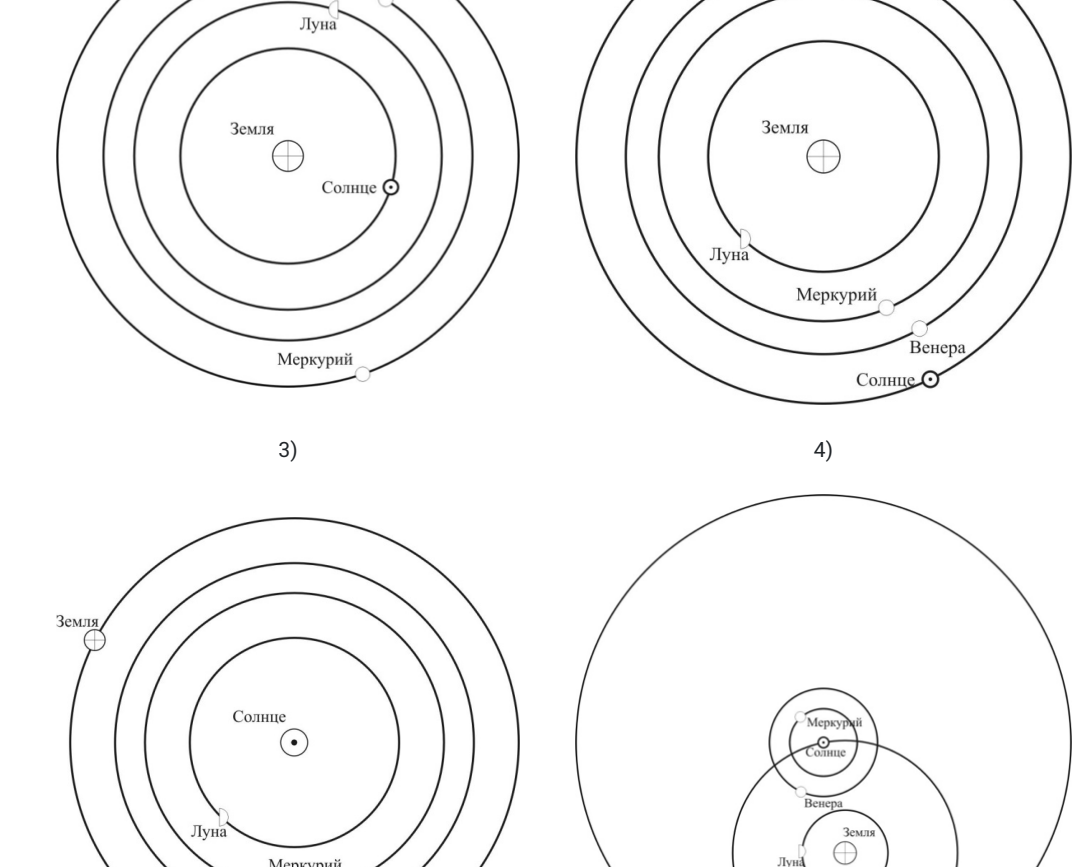 Луна
Земля
Солнце
Меркурий
3)
Земля
Луна
Меркурий
Венера
Солнце
4)
Земля
Солнце
Луна
Меркурий
Меркурий
Солнце
Венера
Земля
Луна